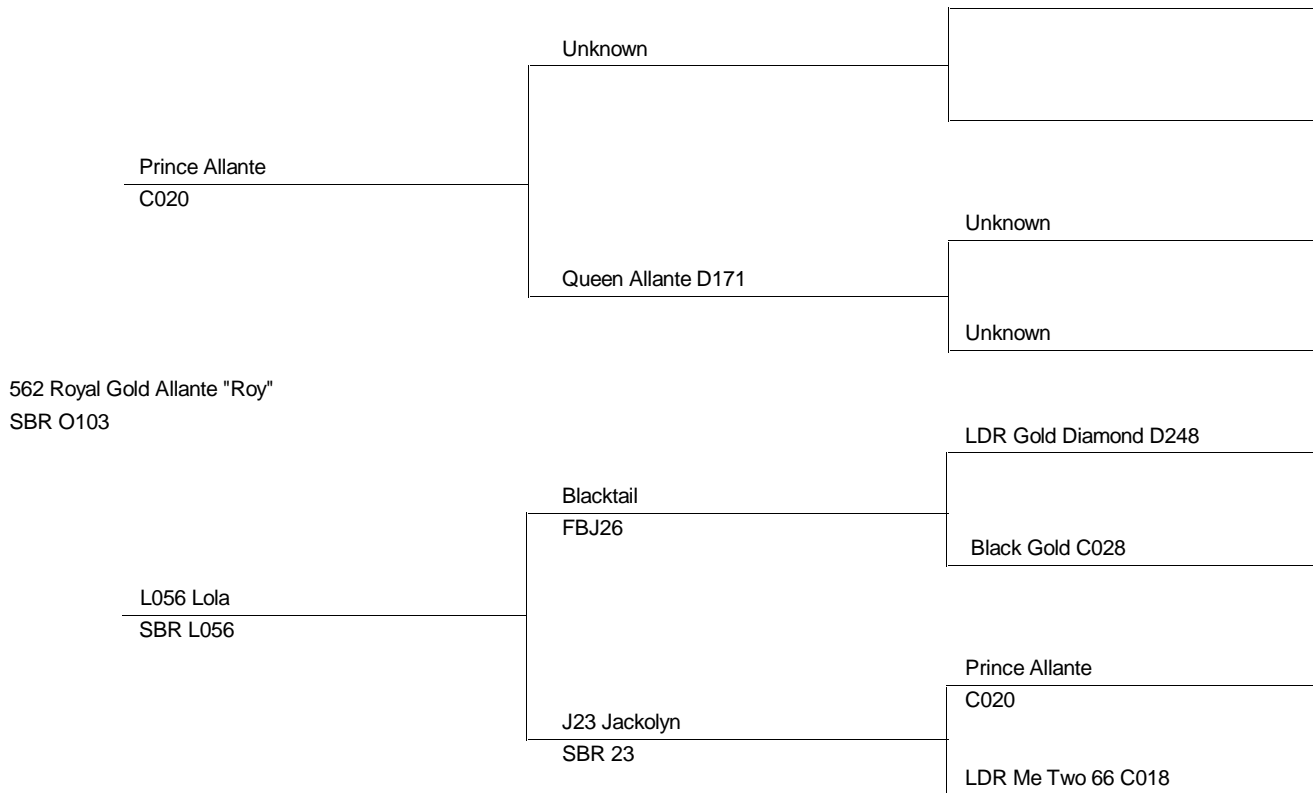 Unknown
Prince Allante
C020
Unknown
Queen Allante D171
Unknown
562 Royal Gold Allante "Roy"
SBR O103
LDR Gold Diamond D248
Blacktail
FBJ26
Black Gold C028
L056 Lola
SBR L056
Prince Allante
C020
J23 Jackolyn
SBR 23
LDR Me Two 66 C018